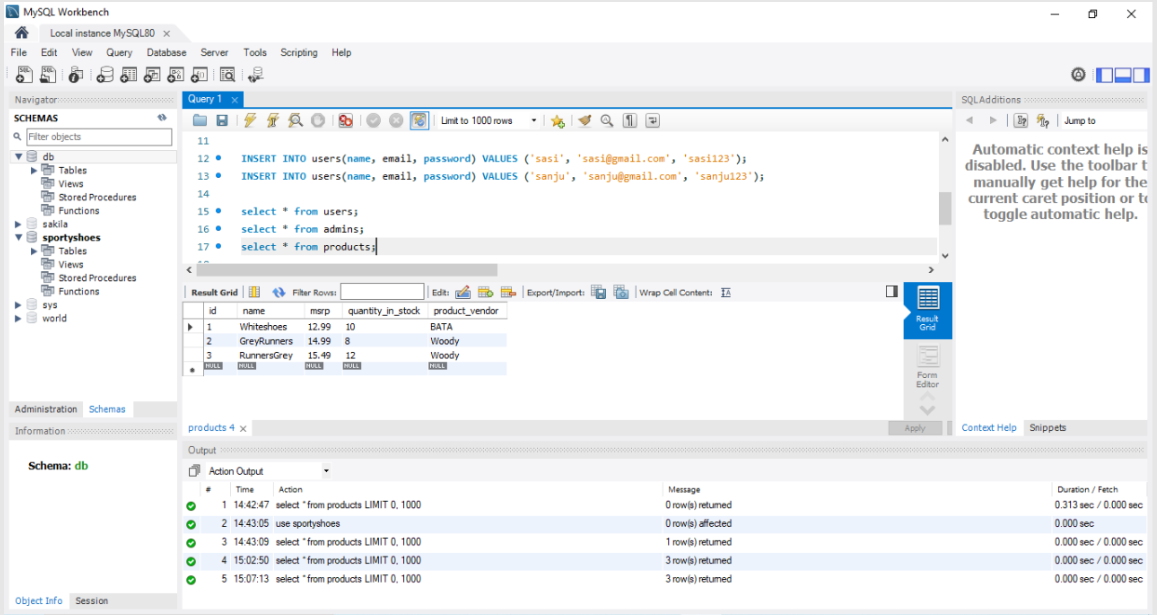 MySQL Workbench
Local instance MySQL80
File Edit View Query Database Server Tools Scripting Help
Navigator
SCHEMAS
Filter objects
db
Tables
Views
Stored Procedures
Functions
sakila
sportyshoes
Tables
Views
Stored Procedures
Functions
sys
world
Administration Schemas
Information
Schema: db
Object Info Session
Query 1
Limit to 1000 rows
11
12 INSERT INTO users(name, email, password) VALUES ('sasi', 'sasi@gmail.com', 'sasi123');
13 INSERT INTO users(name, email, password) VALUES ('sanju', 'sanju@gmail.com', 'sanju123');
14
15 select * from users;
16 select * from admins;
17 select * from products;
Result Grid Filter Rows: Edit: Export/Import: Wrap Cell Content:
id name msrp quantity_in_stock product_vendor
1 Whiteshoes 12.99 10 BATA
2 GreyRunners 14.99 8 Woody
3 RunnersGrey 15.49 12 Woody
NULL NULL NULL NULL NULL
Result
Grid
Form
Editor
products 4
Apply
SQLAdditions
Jump to
Automatic context help is
disabled. Use the toolbar t
manually get help for the
current caret position or to
toggle automatic help.
Context Help Snippets
Output
Action Output
# Time Action Message Duration / Fetch
1 14:42:47 select * from products LIMIT 0, 1000 0 row(s) returned 0.313 sec / 0.000 sec
2 14:43:05 use sportyshoes 0 row(s) affected 0.000 sec
3 14:43:09 select * from products LIMIT 0, 1000 1 row(s) returned 0.000 sec / 0.000 sec
4 15:02:50 select * from products LIMIT 0, 1000 3 row(s) returned 0.000 sec / 0.000 sec
5 15:07:13 select * from products LIMIT 0, 1000 3 row(s) returned 0.000 sec / 0.000 sec